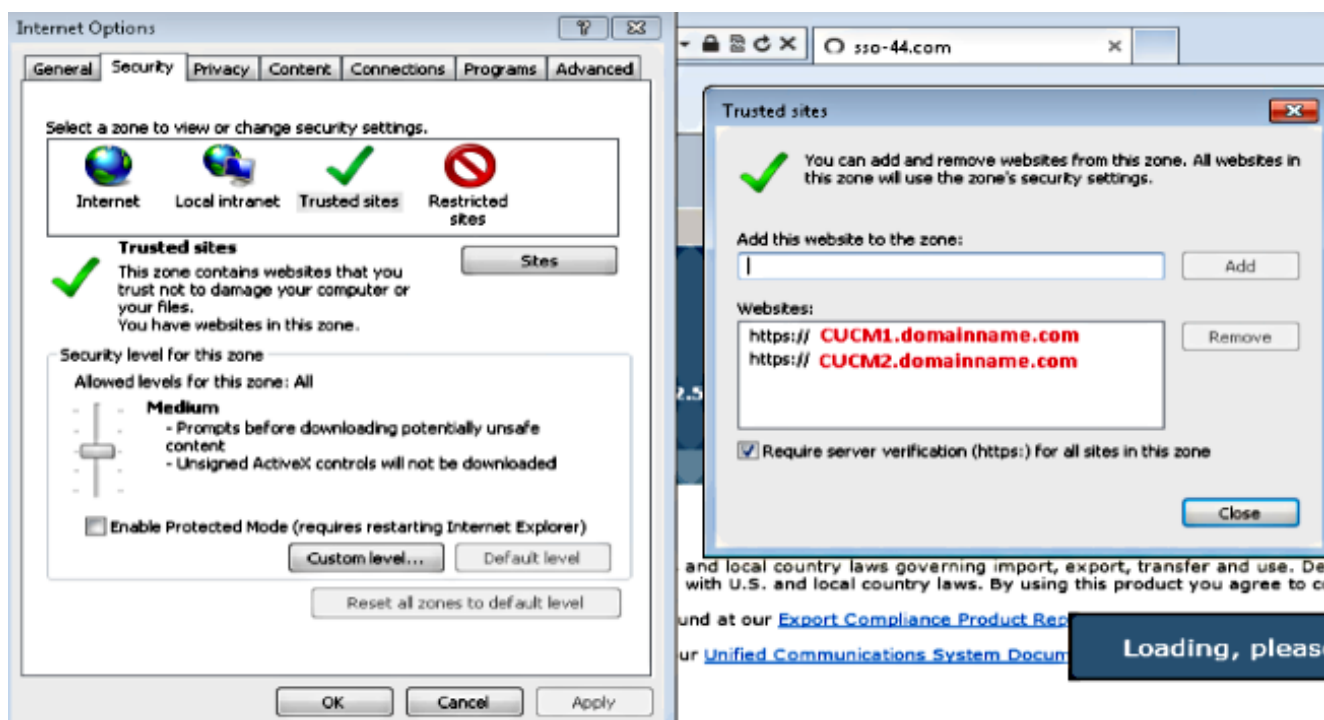 Internet Options
General Security Privacy Content Connections Programs Advanced
Select a zone to view or change security settings.
Internet Local intranet Trusted sites Restricted sites
Trusted sites
Sites
This zone contains websites that you
trust not to damage your computer or
your files.
You have websites in this zone.
Security level for this zone
Allowed levels for this zone: All
Medium
- Prompts before downloading potentially unsafe
content
- Unsigned ActiveX controls will not be downloaded
Enable Protected Mode (requires restarting Internet Explorer)
Custom level... Default level
Reset all zones to default level
OK Cancel Apply
sso-44.com
Trusted sites
You can add and remove websites from this zone. All websites in
this zone will use the zone's security settings.
Add this website to the zone:
Add
Websites:
https:// CUCM1.domainname.com
https:// CUCM2.domainname.com
Remove
Require server verification (https:) for all sites in this zone
Close
2.5
and local country laws governing import, export, transfer and use. De
with U.S. and local country laws. By using this product you agree to c
und at our Export Compliance Product Rep
ur Unified Communications System Docum
Loading, please